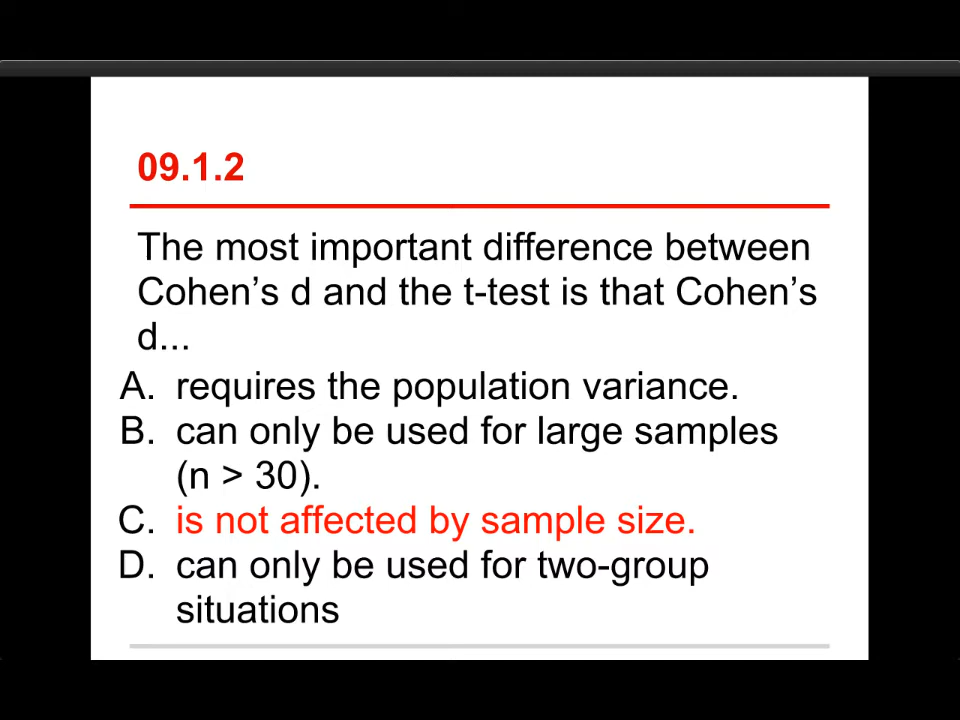 09.1.2
The most important difference between
Cohen’s d and the t-test is that Cohen’s
d...
A. requires the population variance.
B. can only be used for large samples
(n > 30).
C. is not affected by sample size.
D. can only be used for two-group
situations